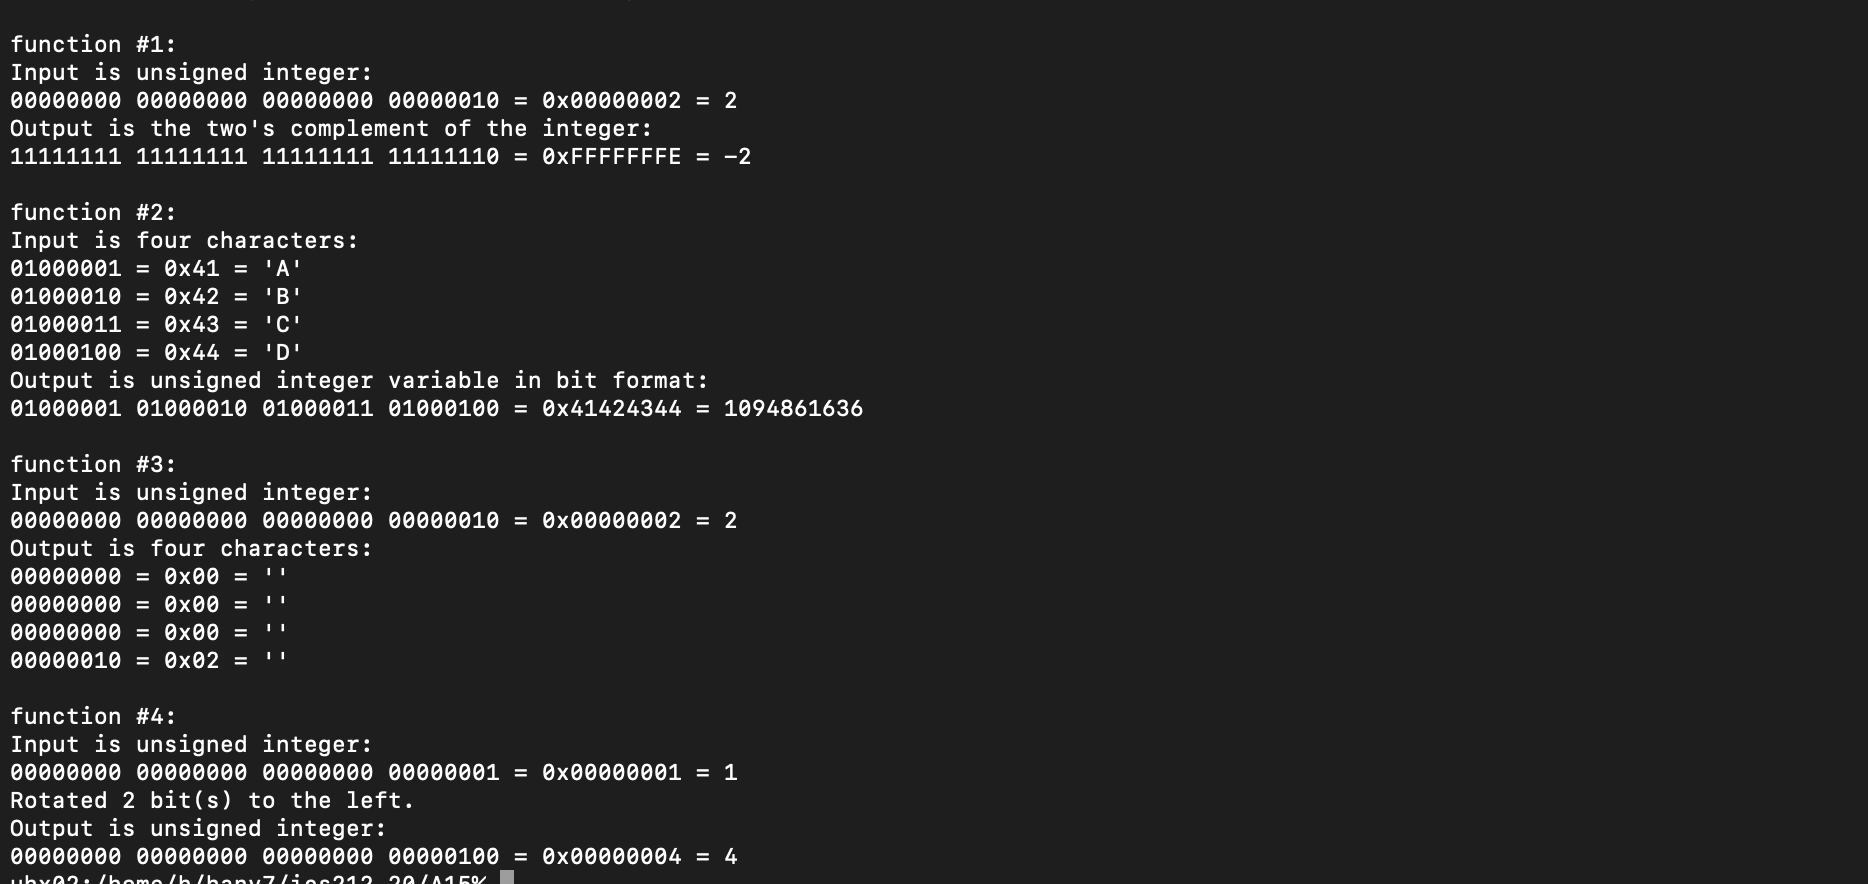 function #1:
Input is unsigned integer:
00000000 00000000 00000000 00000010 = 0x00000002 = 2
Output is the two's complement of the integer:
11111111 11111111 11111111 11111110 = 0xFFFFFFFE = -2
function #2:
Input is four characters:
01000001 = 0x41 = 'A'
01000010 = 0x42 = 'B'
01000011 = 0x43 = 'C'
01000100 = 0x44 = 'D'
Output is unsigned integer variable in bit format:
01000001 01000010 01000011 01000100 = 0x41424344 = 1094861636
function #3:
Input is unsigned integer:
00000000 00000000 00000000 00000010 = 0x00000002 = 2
Output is four characters:
00000000 = 0x00 = ''
00000000 = 0x00 = ''
00000000 = 0x00 = ''
00000010 = 0x02 = ''
function #4:
Input is unsigned integer:
00000000 00000000 00000000 00000001 = 0x00000001 = 1
Rotated 2 bit(s) to the left.
Output is unsigned integer:
00000000 00000000 00000000 00000100 = 0x00000004 = 4